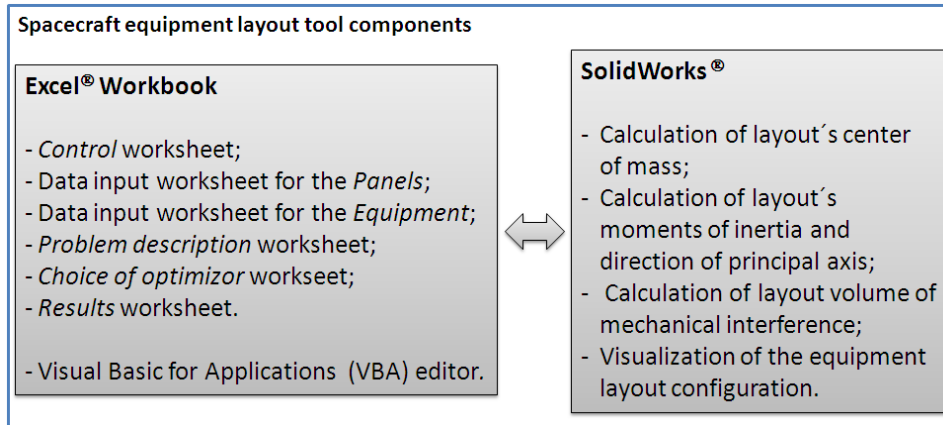 Spacecraft equipment layout tool components
Excel® Workbook
- Control worksheet;
- Data input worksheet for the Panels;
- Data input worksheet for the Equipment;
- Problem description worksheet;
- Choice of optimizor workseet;
- Results worksheet.
- Visual Basic for Applications (VBA) editor.
SolidWorks ®
- Calculation of layout´s center
of mass;
- Calculation of layout´s
moments of inertia and
direction of principal axis;
- Calculation of layout volume of
mechanical interference;
- Visualization of the equipment
layout configuration.